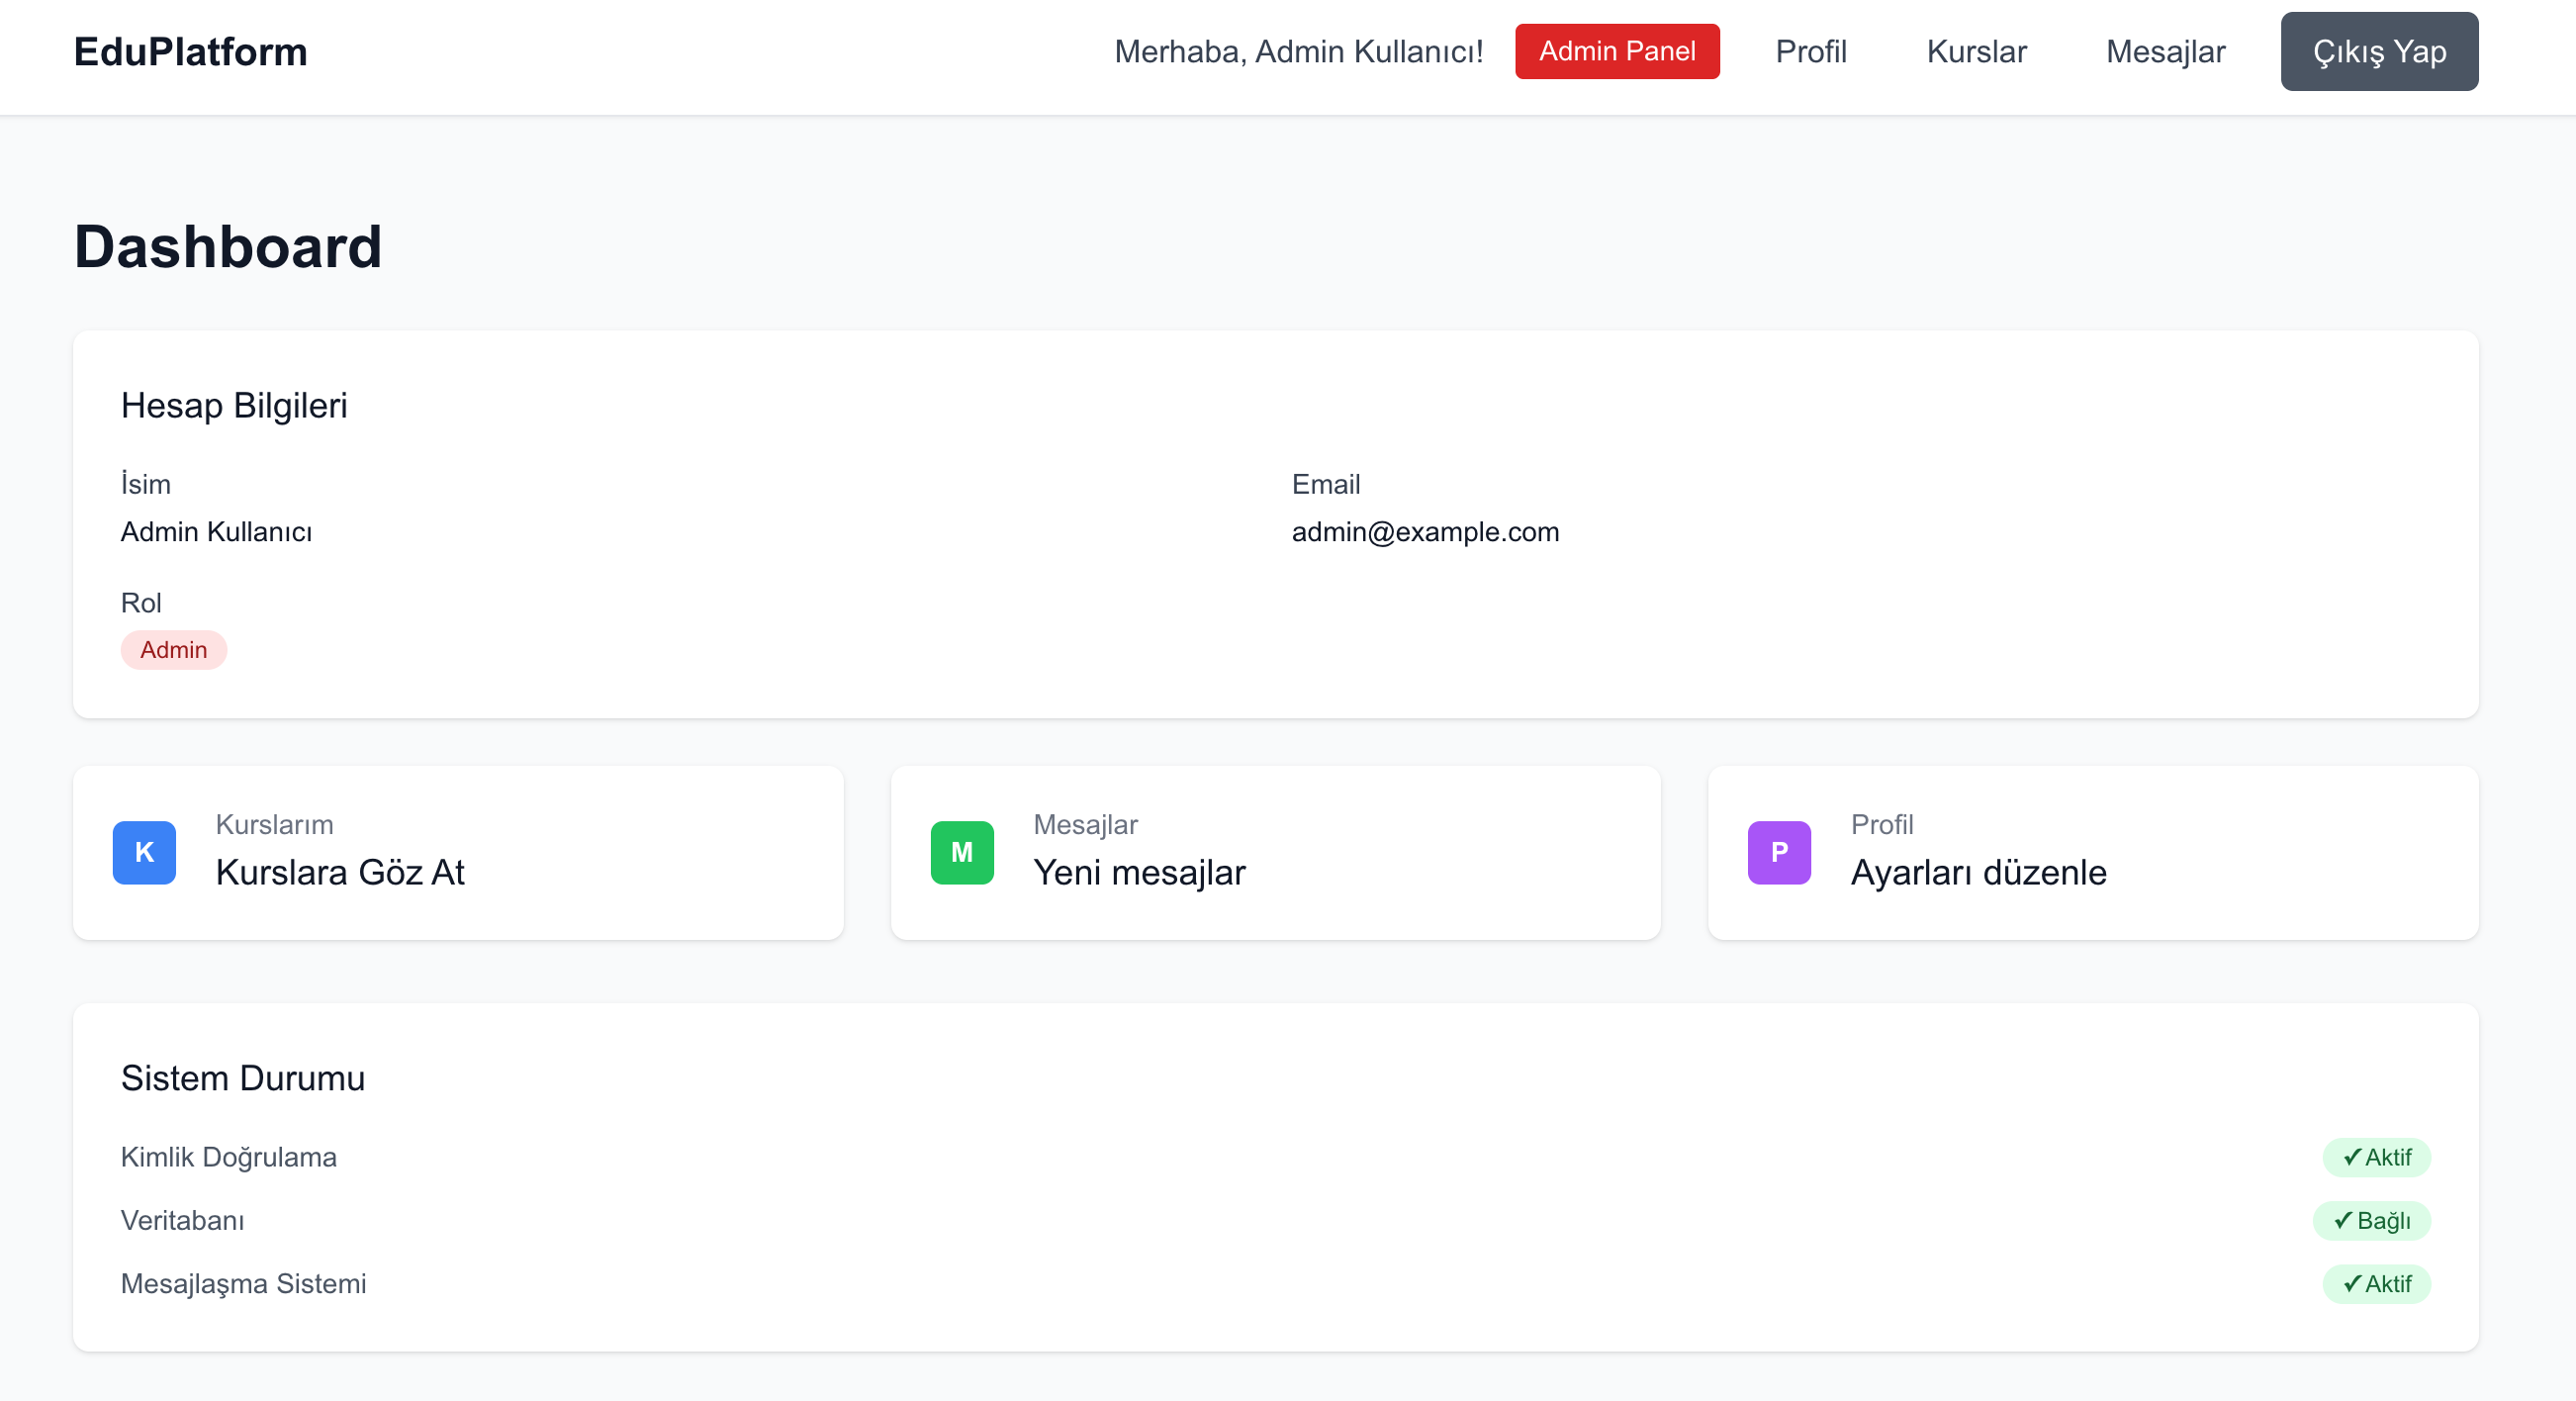 EduPlatform
Merhaba, Admin Kullanıcı!
Admin Panel
Profil
Kurslar
Mesajlar
Çıkış Yap
Dashboard
Hesap Bilgileri
İsim
Admin Kullanıcı
Email
admin@example.com
Rol
Admin
K
Kurslarım
Kurslara Göz At
M
Mesajlar
Yeni mesajlar
P
Profil
Ayarları düzenle
Sistem Durumu
Kimlik Doğrulama
✓ Aktif
Veritabanı
✓ Bağlı
Mesajlaşma Sistemi
✓ Aktif